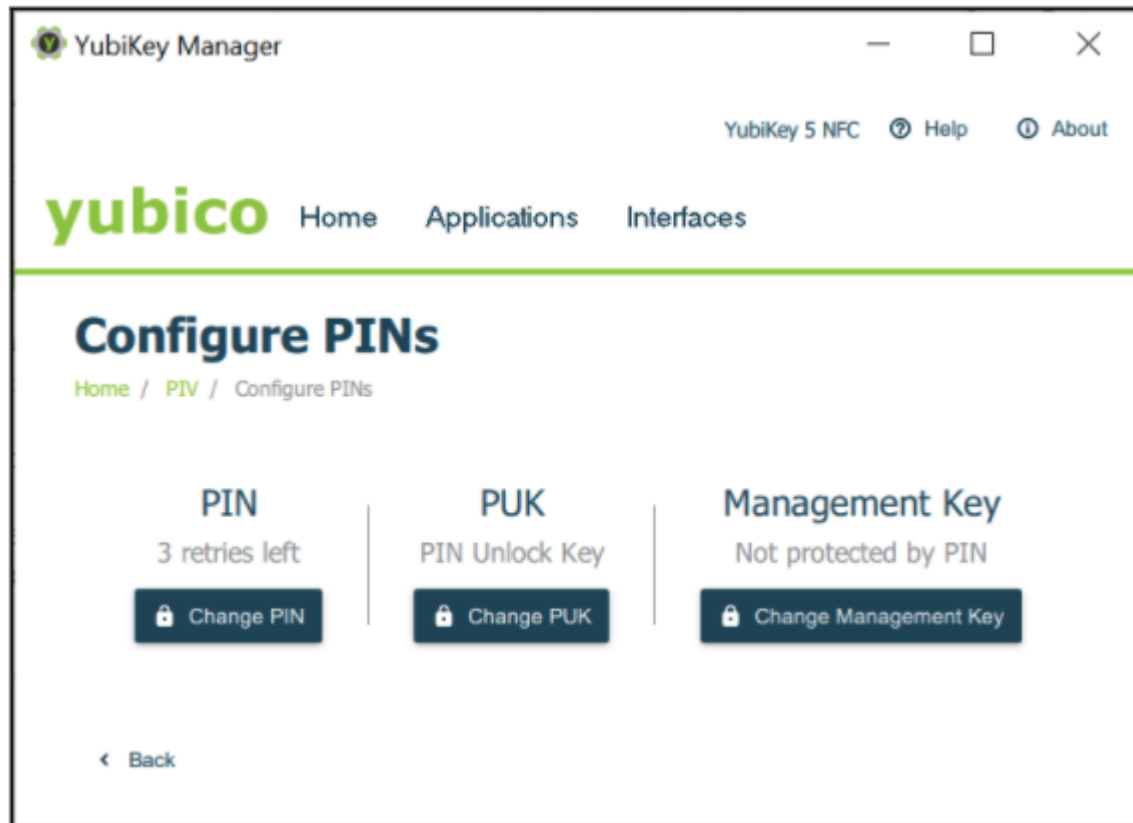 YubiKey Manager
YubiKey 5 NFC Help About
yubico Home Applications Interfaces
Configure PINs
Home / PIV / Configure PINs
PIN PUK Management Key
3 retries left PIN Unlock Key Not protected by PIN
Change PIN Change PUK Change Management Key
Back